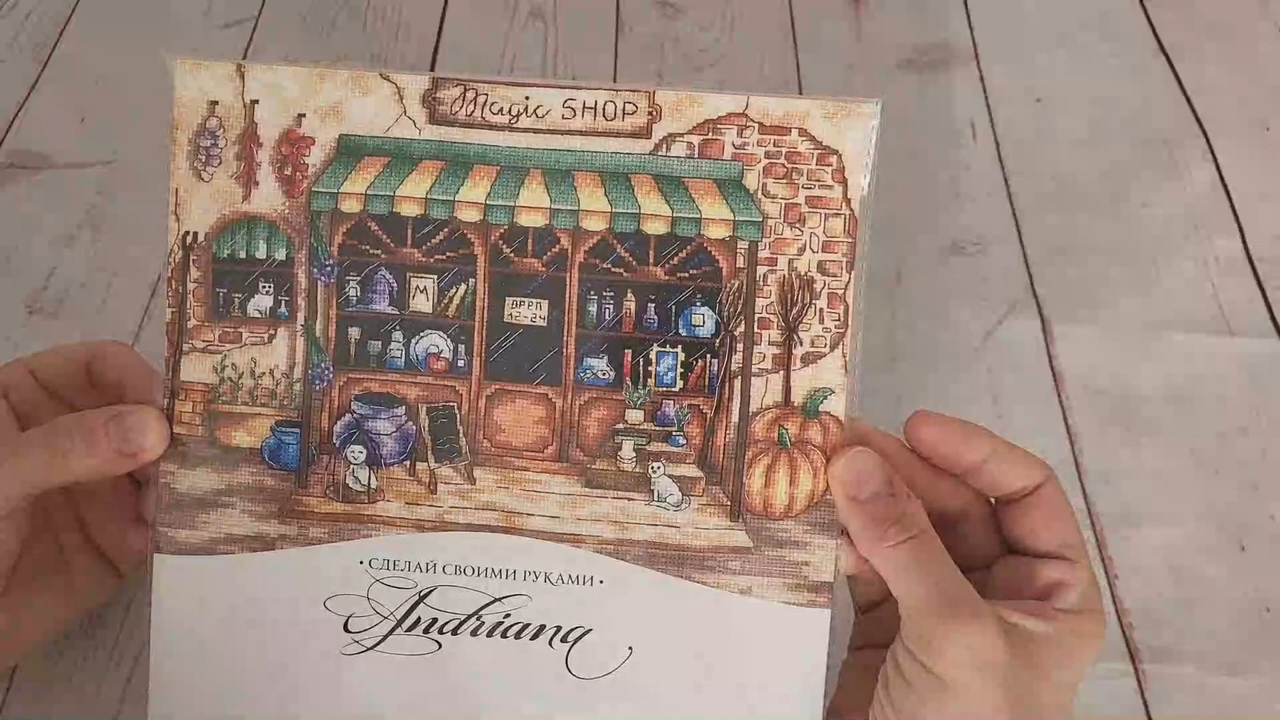 Magic SHOP
M
OPEN
12-24
• СДЕЛАЙ СВОИМИ РУКАМИ •
Andriana